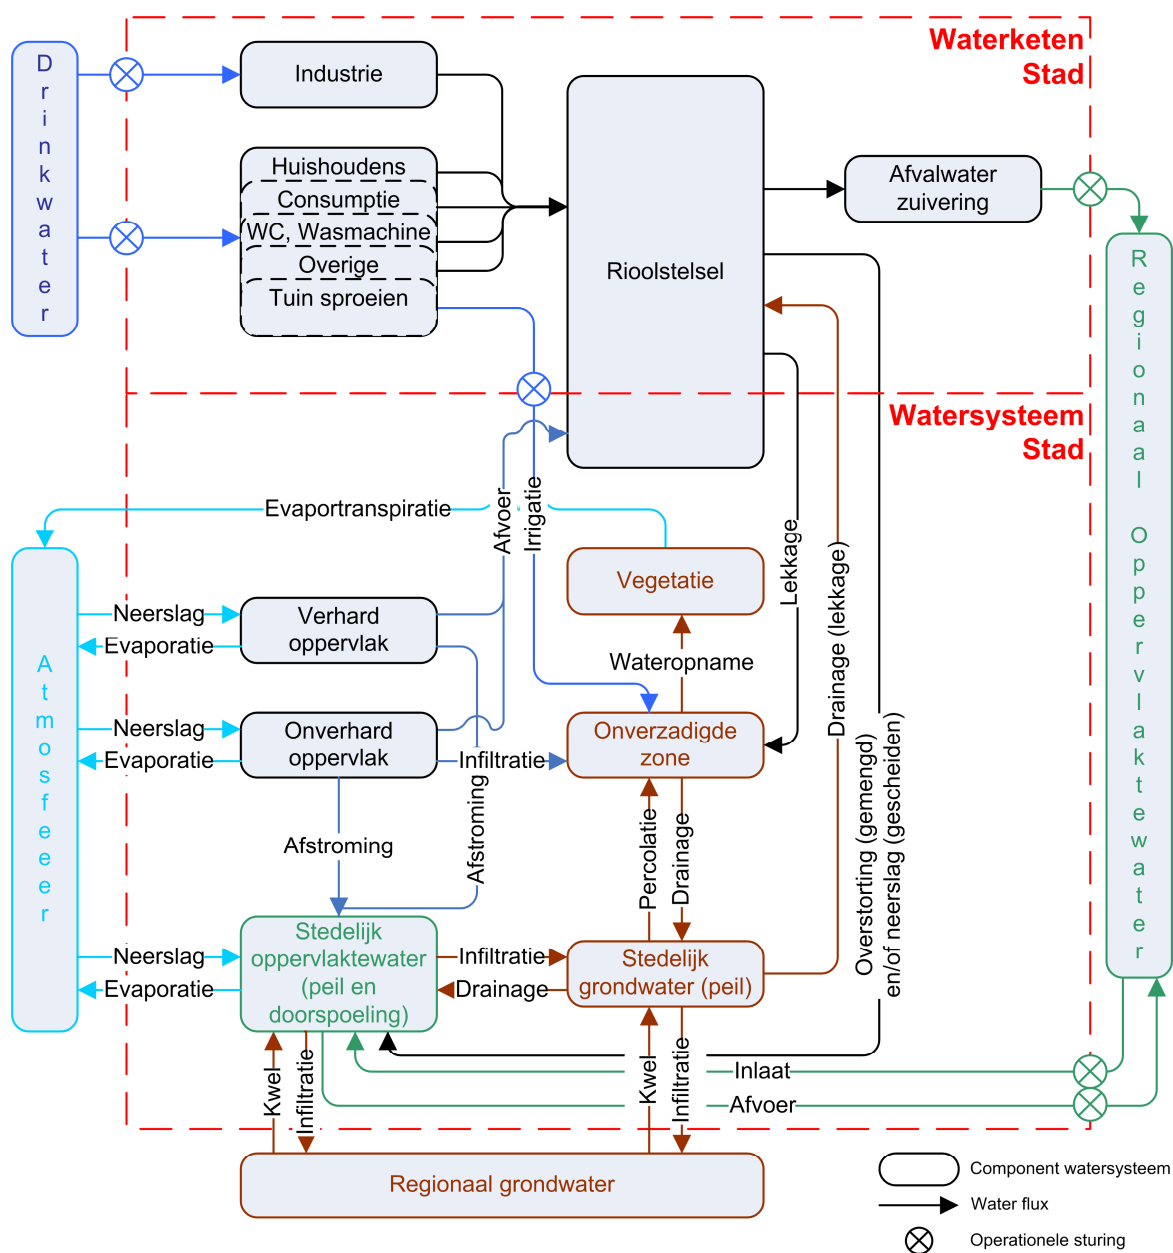 Waterketen
Stad
Drinkwater
Industrie
Huishoudens
Consumptie
WC, Wasmachine
Overige
Tuin sproeien
Rioolstelsel
Afvalwater
zuivering
Regionaal Oppervlaktewater
Watersysteem
Stad
Evaportranspiratie
Afvoer
Irrigatie
Lekkage
Drainage (lekkage)
Overstorting (gemengd)
en/of neerslag (gescheiden)
Atmosfeeer
Neerslag
Evaporatie
Verhard
oppervlak
Vegetatie
Wateropname
Neerslag
Evaporatie
Onverhard
oppervlak
Infiltratie
Onverzadigde
zone
Afstroming
Afstroming
Percolatie
Drainage
Neerslag
Evaporatie
Stedelijk
oppervlaktewater
(peil en
doorspoeling)
Infiltratie
Drainage
Stedelijk
grondwater (peil)
Kwel
Infiltratie
Kwel
Infiltratie
Inlaat
Afvoer
Regionaal grondwater
Component watersysteem
Water flux
Operationele sturing